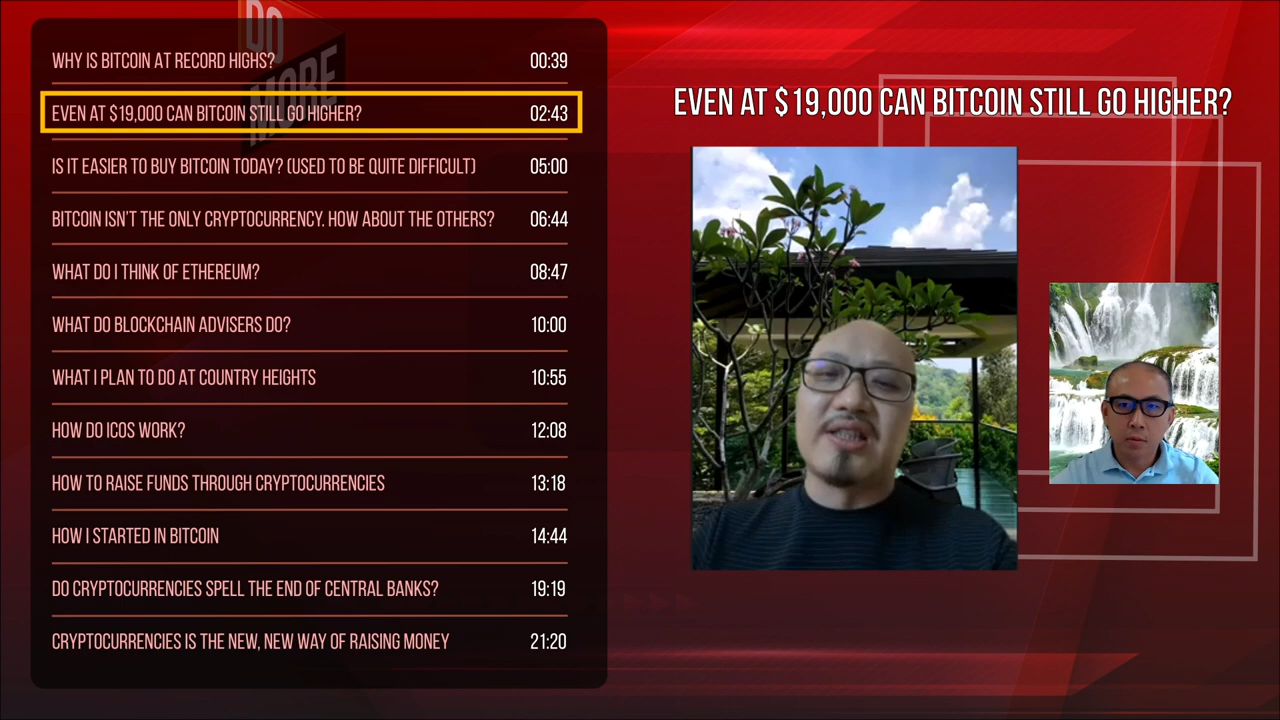 DO
MORE
WHY IS BITCOIN AT RECORD HIGHS? 00:39
EVEN AT $19,000 CAN BITCOIN STILL GO HIGHER? 02:43
IS IT EASIER TO BUY BITCOIN TODAY? (USED TO BE QUITE DIFFICULT) 05:00
BITCOIN ISN'T THE ONLY CRYPTOCURRENCY. HOW ABOUT THE OTHERS? 06:44
WHAT DO I THINK OF ETHEREUM? 08:47
WHAT DO BLOCKCHAIN ADVISERS DO? 10:00
WHAT I PLAN TO DO AT COUNTRY HEIGHTS 10:55
HOW DO ICOS WORK? 12:08
HOW TO RAISE FUNDS THROUGH CRYPTOCURRENCIES 13:18
HOW I STARTED IN BITCOIN 14:44
DO CRYPTOCURRENCIES SPELL THE END OF CENTRAL BANKS? 19:19
CRYPTOCURRENCIES IS THE NEW, NEW WAY OF RAISING MONEY 21:20
EVEN AT $19,000 CAN BITCOIN STILL GO HIGHER?